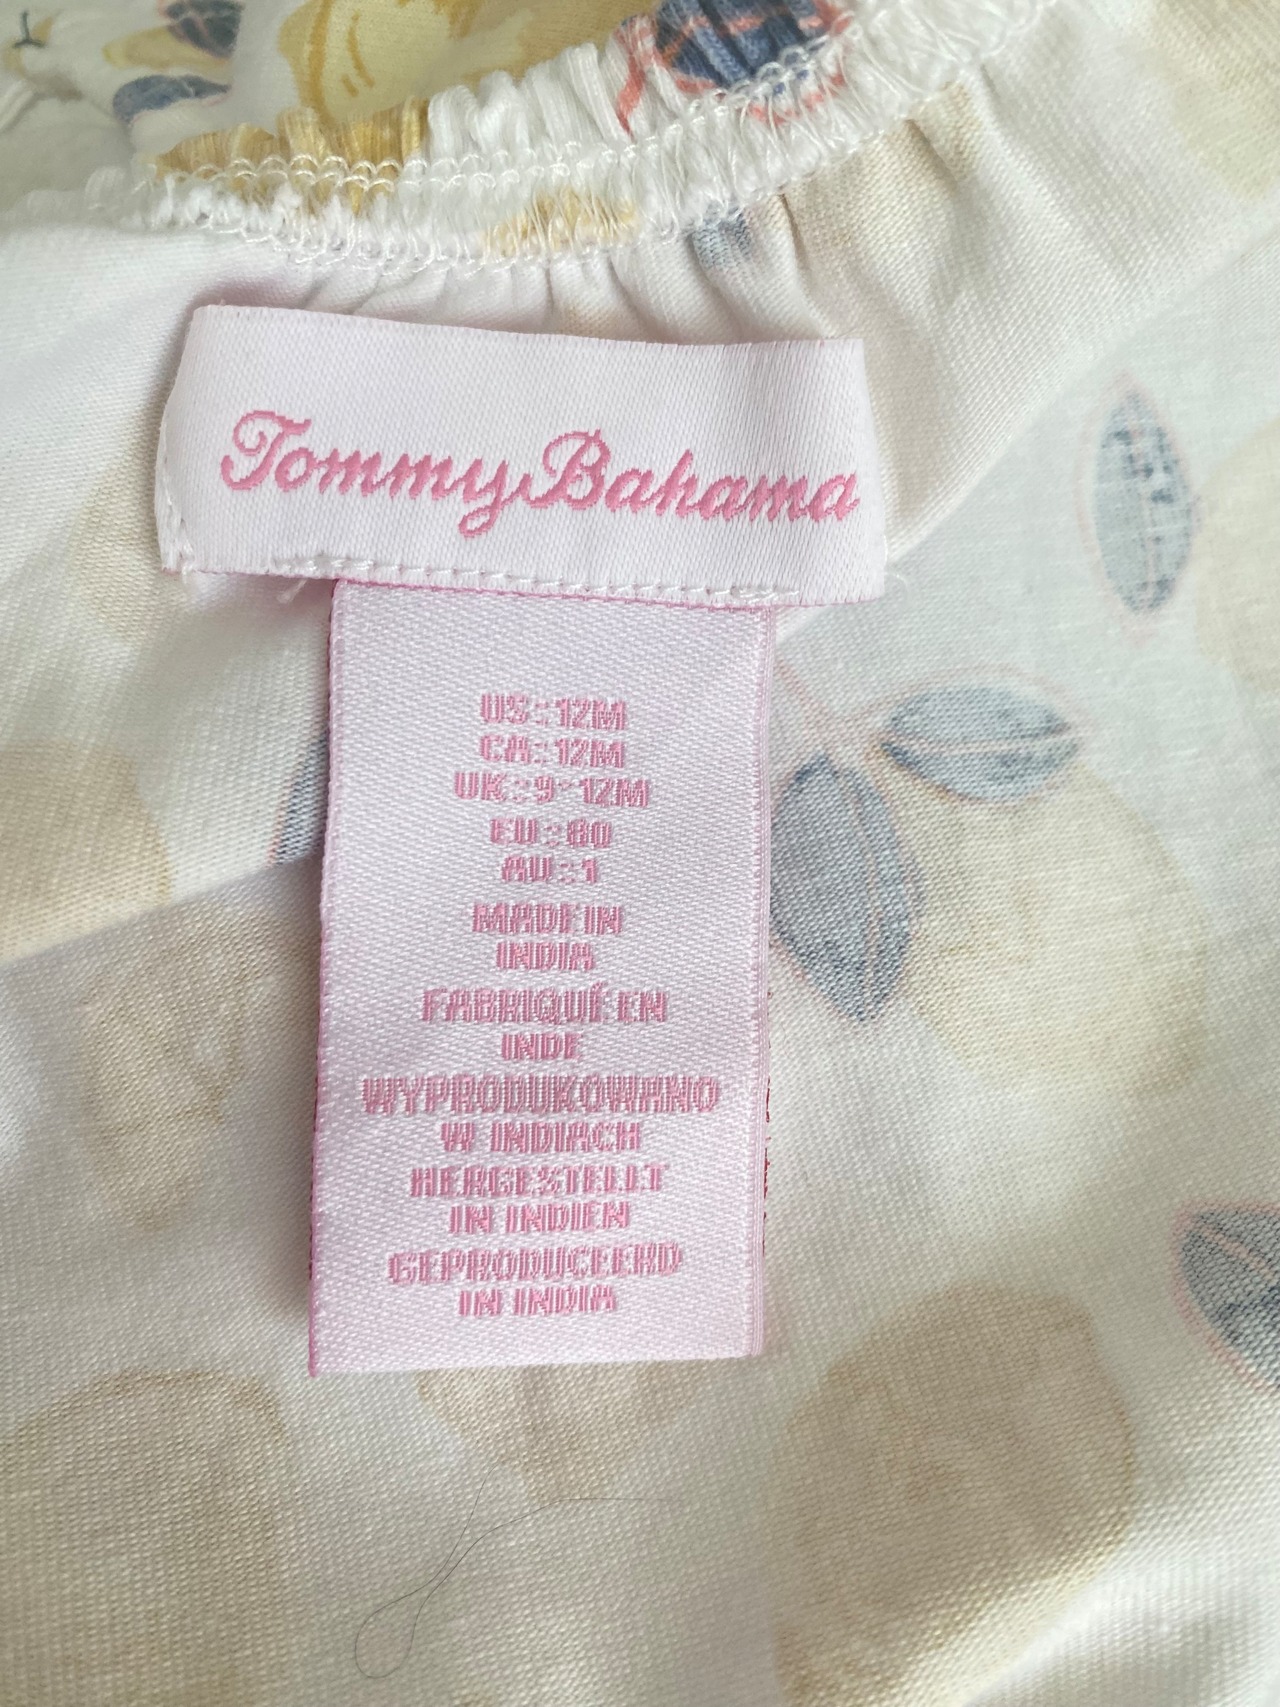 Tommy Bahama
US: 12M
CA: 12M
UK: 9-12M
EU: 80
AU: 1
MADE IN
INDIA
FABRIQUÉ EN
INDE
WYPRODUKOWANO
W INDIACH
HERGESTELLT
IN INDIEN
GEPRODUCEERD
IN INDIA